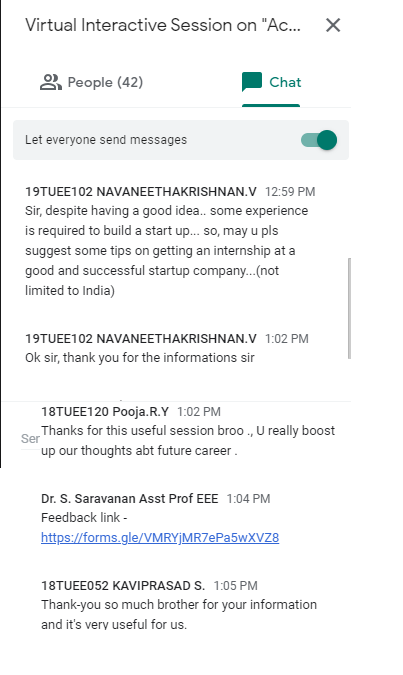 Virtual Interactive Session on "Ac...
People (42)
Chat
Let everyone send messages
19TUEE102 NAVANEETHAKRISHNAN.V 12:59 PM
Sir, despite having a good idea.. some experience
is required to build a start up... so, may u pls
suggest some tips on getting an internship at a
good and successful startup company...(not
limited to India)
19TUEE102 NAVANEETHAKRISHNAN.V 1:02 PM
Ok sir, thank you for the informations sir
18TUEE120 Pooja.R.Y 1:02 PM
Thanks for this useful session broo ., U really boost
Ser
up our thoughts abt future career .
Dr. S. Saravanan Asst Prof EEE 1:04 PM
Feedback link -
https://forms.gle/VMRYjMR7ePa5wXVZ8
18TUEE052 KAVIPRASAD S. 1:05 PM
Thank-you so much brother for your information
and it's very useful for us.